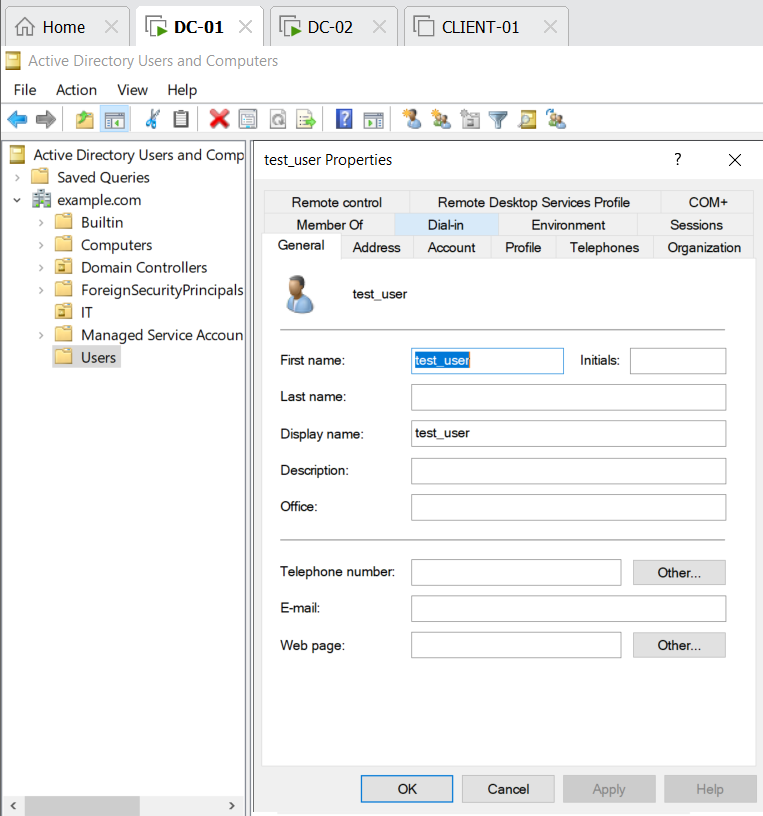 Home DC-01 DC-02 CLIENT-01
Active Directory Users and Computers
File Action View Help
Active Directory Users and Comp
Saved Queries
example.com
Builtin
Computers
Domain Controllers
ForeignSecurityPrincipals
IT
Managed Service Accoun
Users
test_user Properties
Remote control Remote Desktop Services Profile COM+
Member Of Dial-in Environment Sessions
General Address Account Profile Telephones Organization
test_user
First name: test_user Initials:
Last name:
Display name: test_user
Description:
Office:
Telephone number: Other...
E-mail:
Web page: Other...
OK Cancel Apply Help